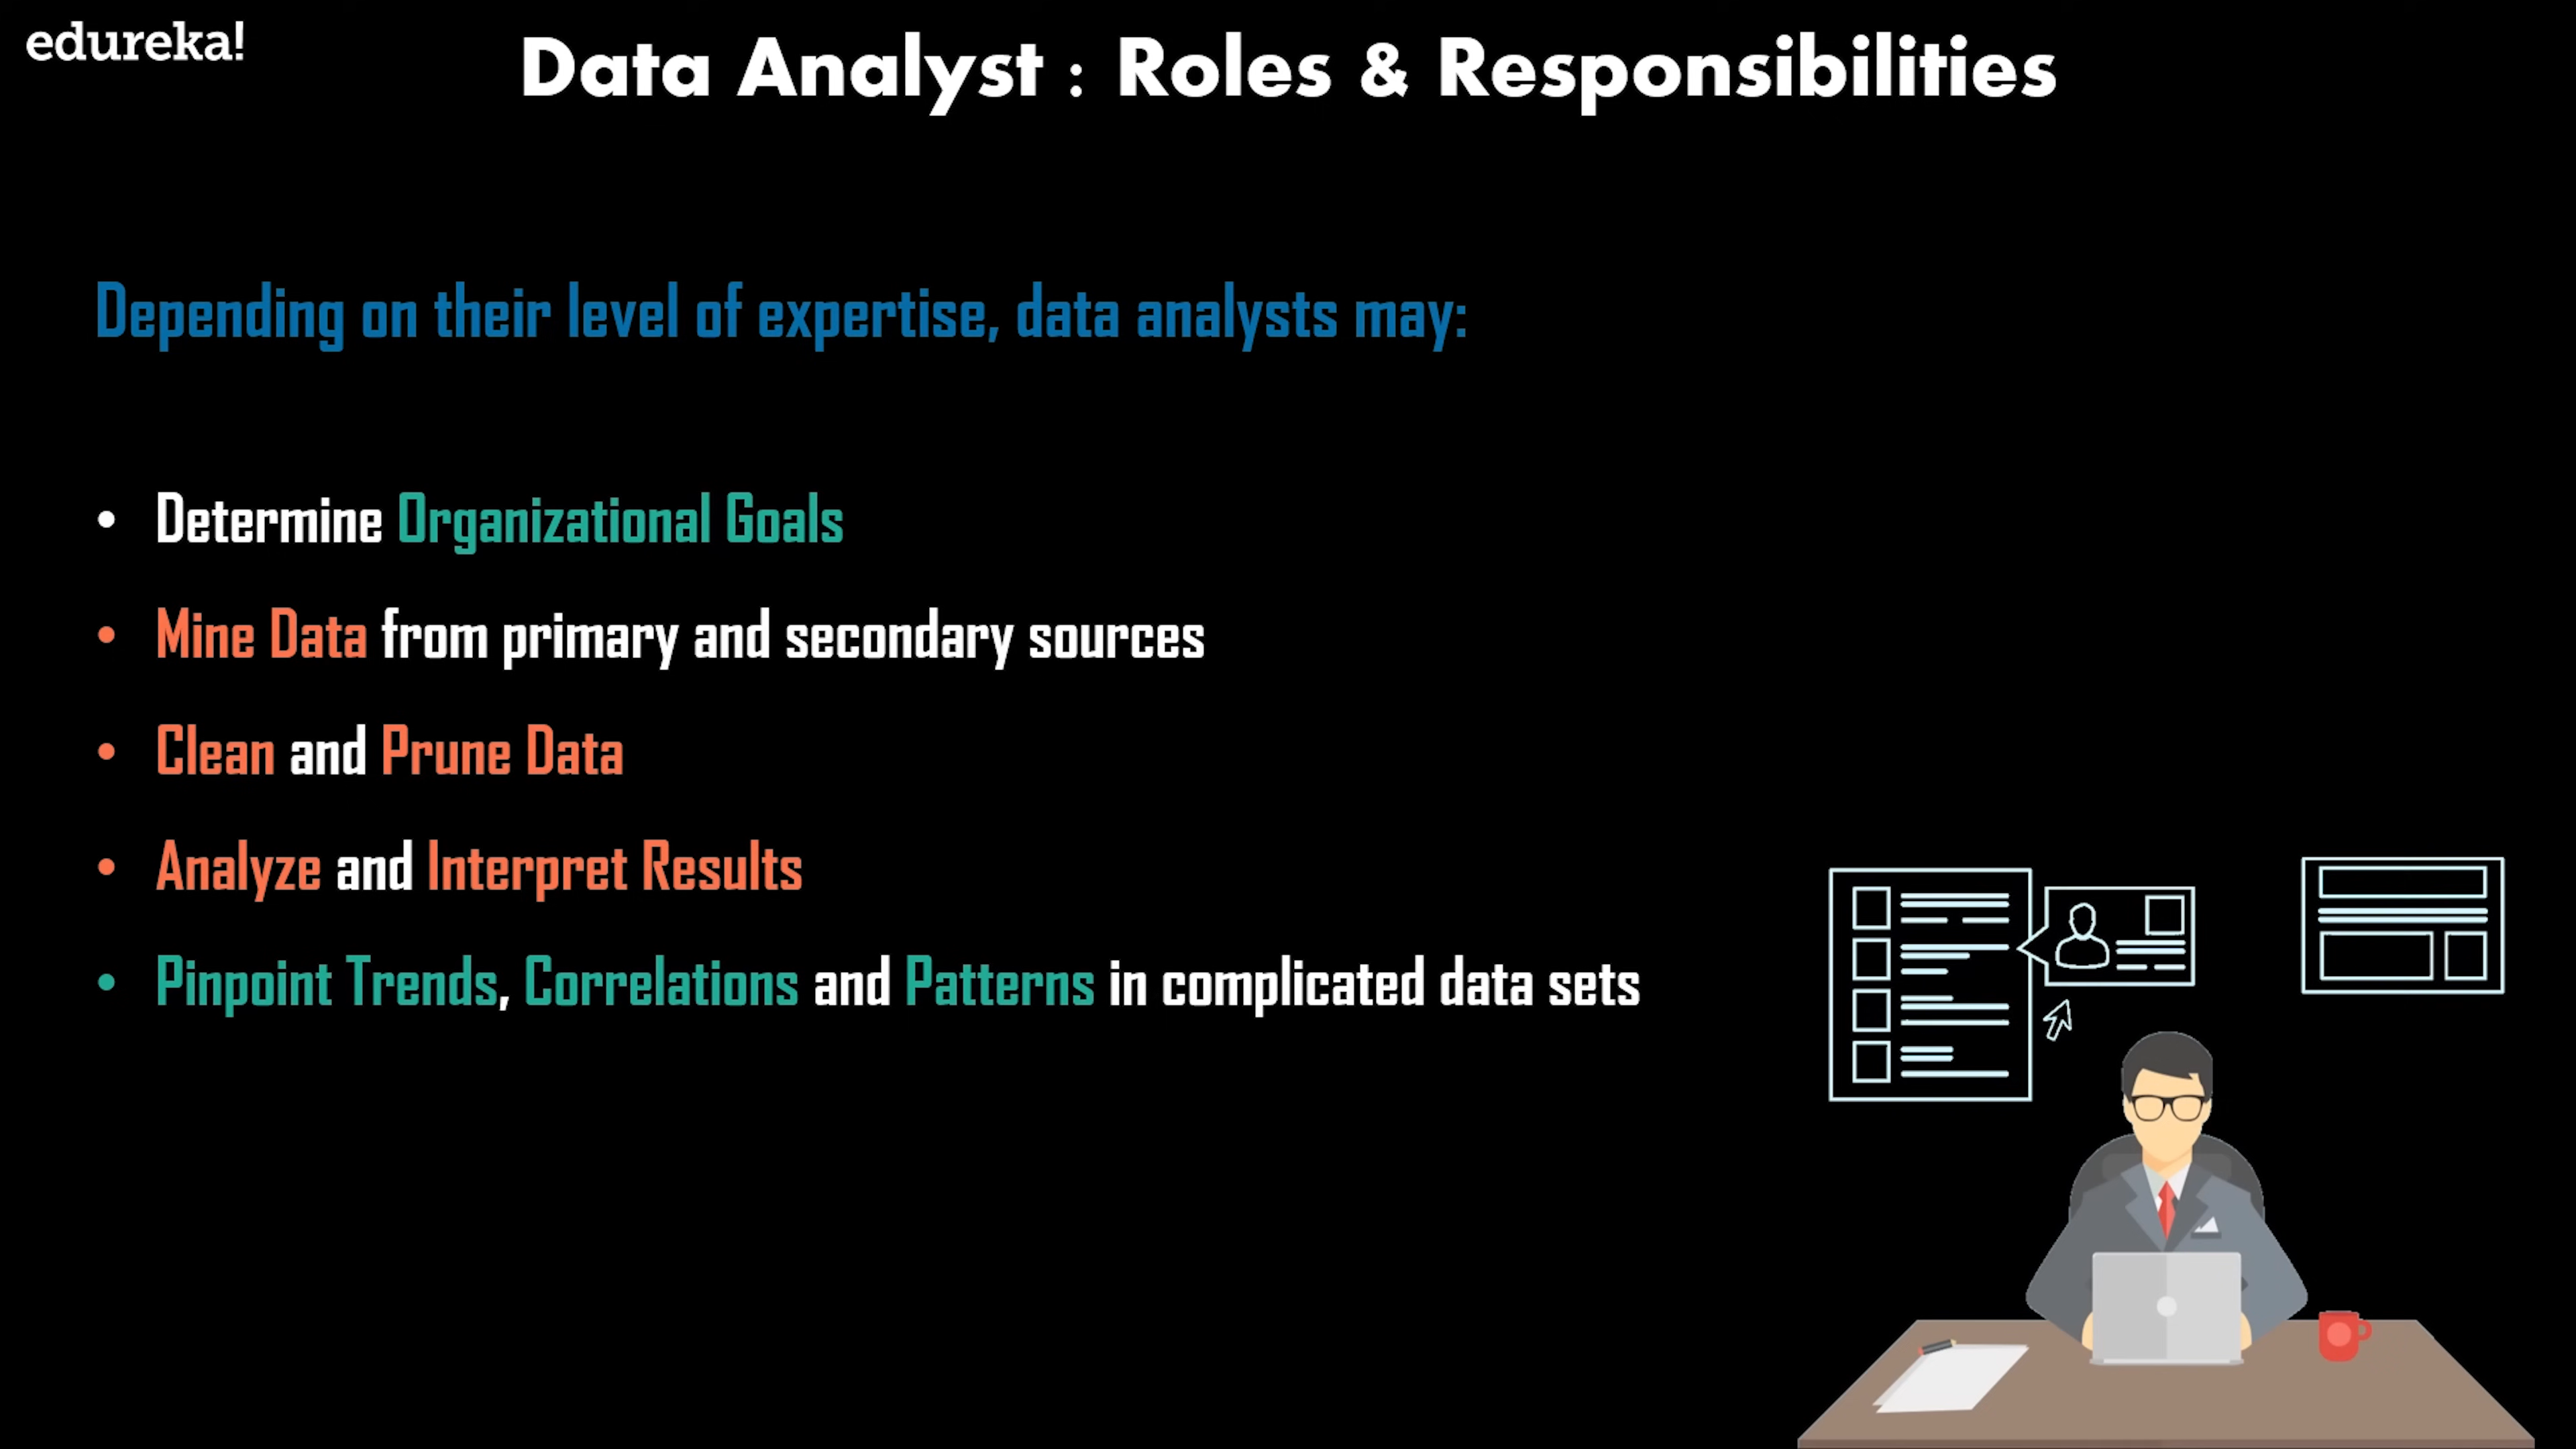 edureka!
Data Analyst : Roles & Responsibilities
Depending on their level of expertise, data analysts may:
• Determine Organizational Goals
• Mine Data from primary and secondary sources
• Clean and Prune Data
• Analyze and Interpret Results
• Pinpoint Trends, Correlations and Patterns in complicated data sets